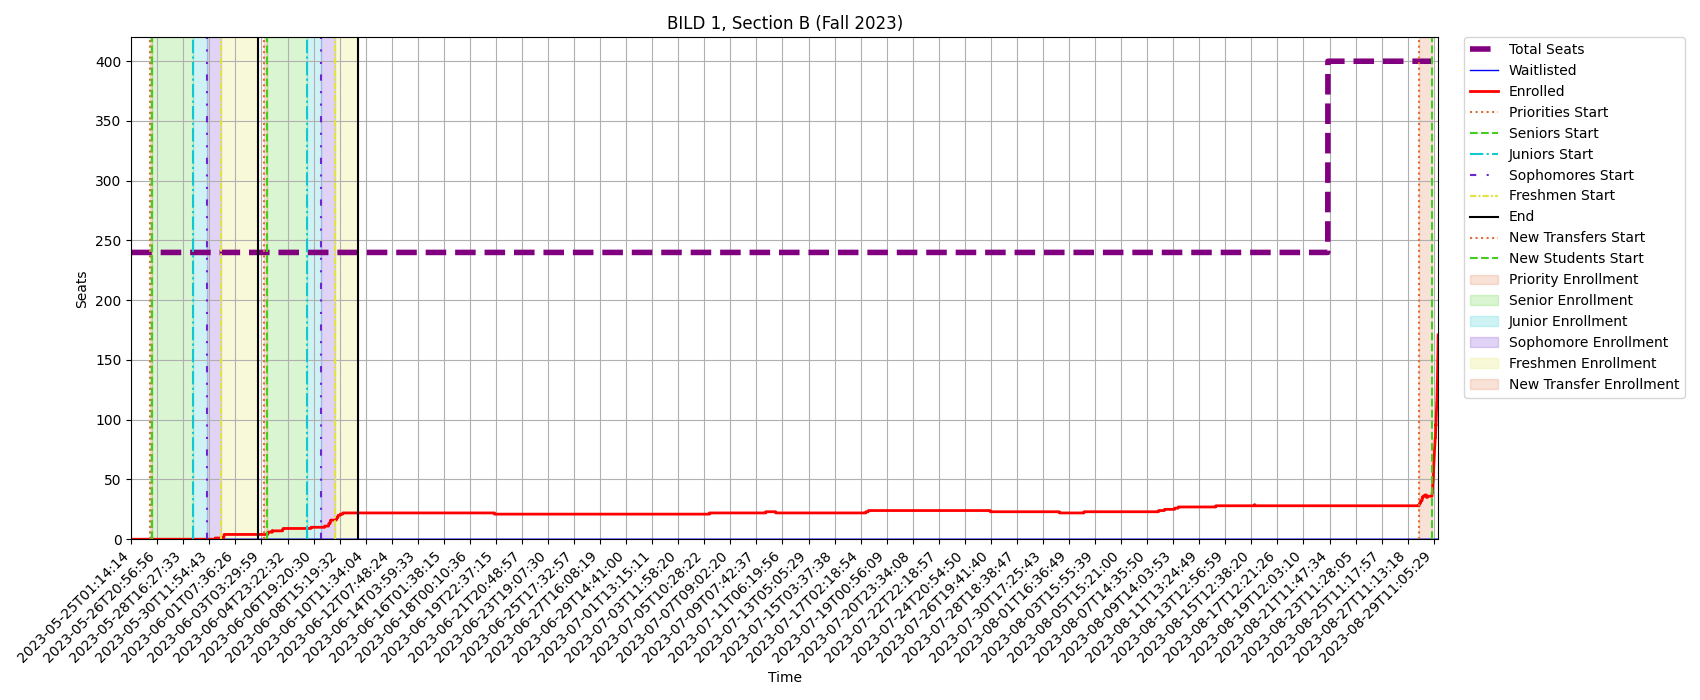 BILD 1, Section B (Fall 2023)
Seats
400
350
300
250
200
150
100
50
0
2023-05-25T01:14:14
2023-05-26T20:56:56
2023-05-28T16:27:33
2023-05-30T11:54:43
2023-06-01T07:36:26
2023-06-03T03:29:59
2023-06-04T23:22:32
2023-06-06T19:20:30
2023-06-08T15:19:32
2023-06-10T11:34:04
2023-06-12T07:48:24
2023-06-14T03:59:33
2023-06-16T01:38:15
2023-06-18T00:10:36
2023-06-19T22:37:15
2023-06-21T20:48:57
2023-06-23T19:07:30
2023-06-25T17:32:57
2023-06-27T16:08:19
2023-06-29T14:41:00
2023-07-01T13:15:11
2023-07-03T11:58:20
2023-07-05T10:28:22
2023-07-07T09:02:20
2023-07-09T07:42:37
2023-07-11T06:19:56
2023-07-13T05:05:29
2023-07-15T03:37:38
2023-07-17T02:18:54
2023-07-19T00:56:09
2023-07-20T23:34:08
2023-07-22T22:18:57
2023-07-24T20:54:50
2023-07-26T19:41:40
2023-07-28T18:38:47
2023-07-30T17:25:43
2023-08-01T16:36:49
2023-08-03T15:55:39
2023-08-05T15:21:00
2023-08-07T14:35:50
2023-08-09T14:03:53
2023-08-11T13:24:49
2023-08-13T12:56:59
2023-08-15T12:38:20
2023-08-17T12:21:26
2023-08-19T12:03:10
2023-08-21T11:47:34
2023-08-23T11:28:05
2023-08-25T11:17:57
2023-08-27T11:13:18
2023-08-29T11:05:29
Time
Total Seats
Waitlisted
Enrolled
Priorities Start
Seniors Start
Juniors Start
Sophomores Start
Freshmen Start
End
New Transfers Start
New Students Start
Priority Enrollment
Senior Enrollment
Junior Enrollment
Sophomore Enrollment
Freshmen Enrollment
New Transfer Enrollment